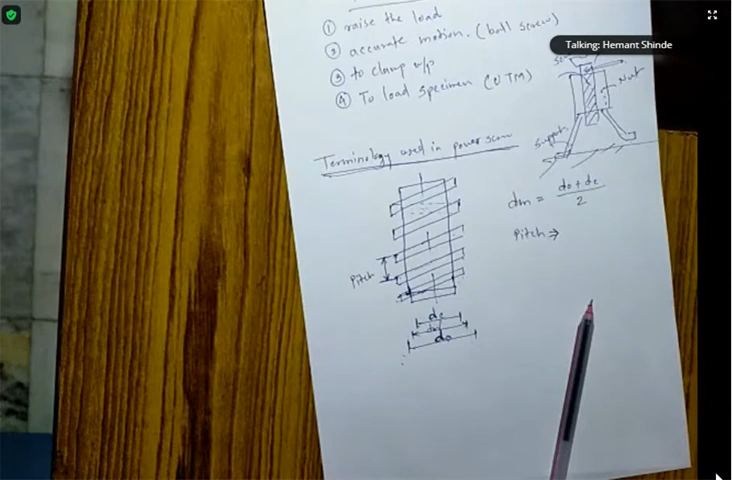 ① raise the load
② accurate motion. (ball screw)
Talking: Hemant Shinde
③ to clamp w/p
④ To load specimen (UTM)
Nut
Support
Terminology used in power screw
dm = do + dc / 2
Pitch ⇒
Pitch
dc
dm
do